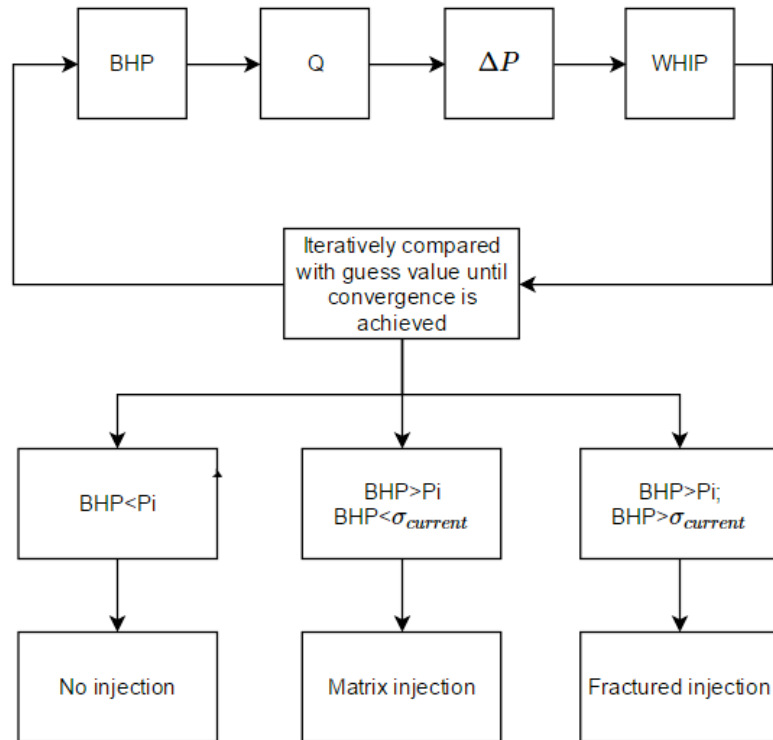 BHP
Q
ΔP
WHIP
Iteratively compared
with guess value until
convergence is
achieved
BHP<Pi
BHP>Pi
BHP<σcurrent
BHP>Pi;
BHP>σcurrent
No injection
Matrix injection
Fractured injection